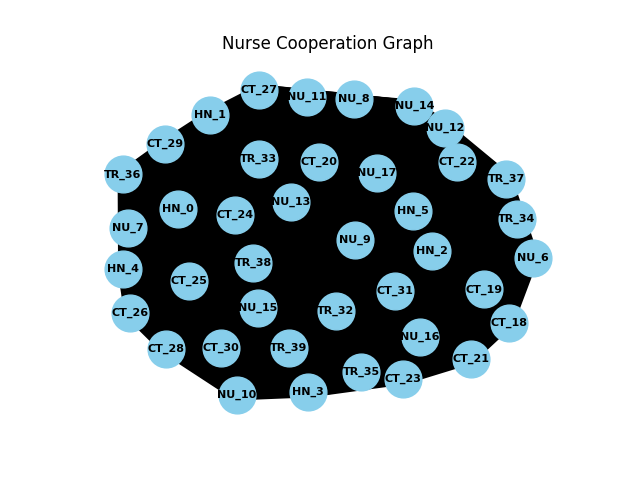 Nurse Cooperation Graph
CT_27
NU_11
NU_8
NU_14
HN_1
NU_12
CT_29
TR_33
CT_20
CT_22
NU_17
TR_36
TR_37
NU_13
HN_0
HN_5
CT_24
TR_34
NU_7
NU_9
HN_2
NU_6
TR_38
HN_4
CT_25
CT_19
CT_31
NU_15
TR_32
CT_26
CT_18
NU_16
CT_30
TR_39
CT_28
CT_21
TR_35
CT_23
HN_3
NU_10